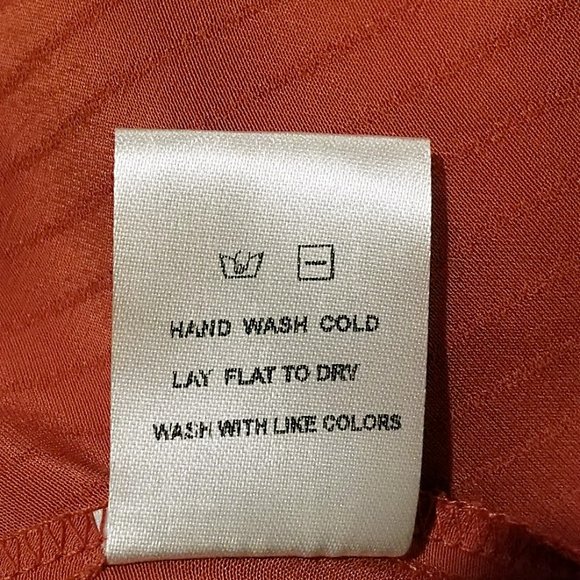 HAND WASH COLD
LAY FLAT TO DRY
WASH WITH LIKE COLORS